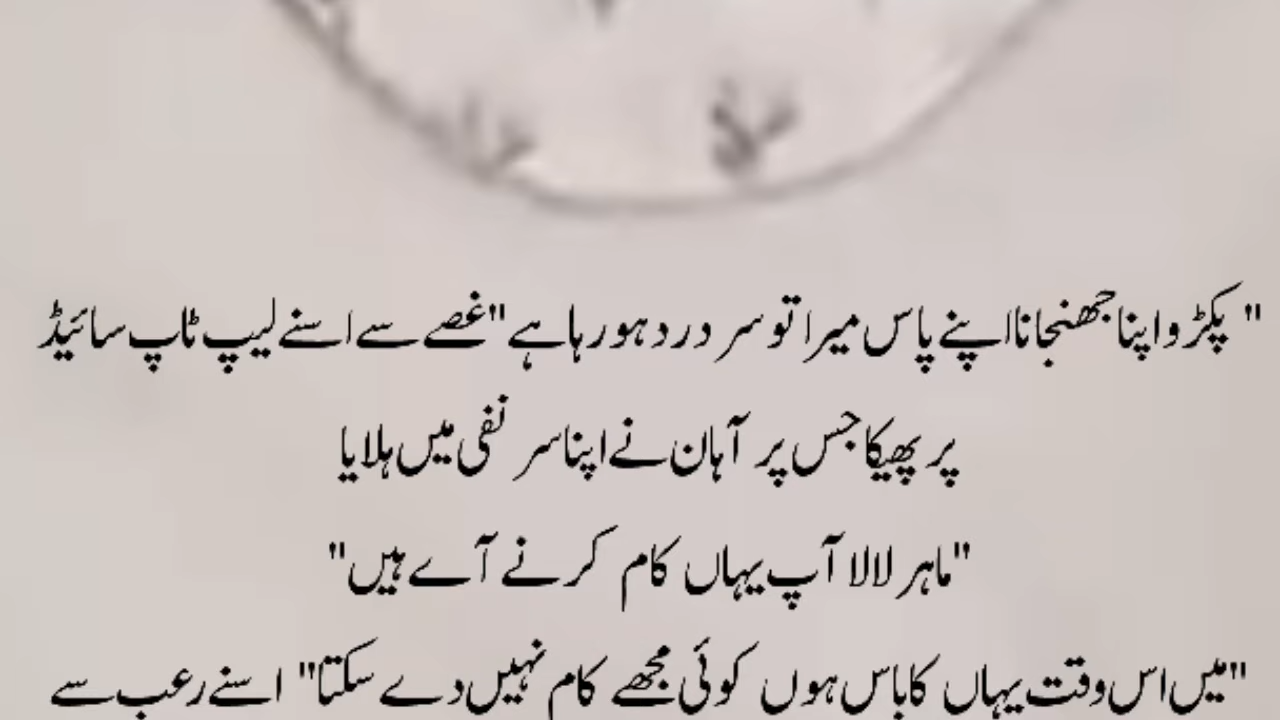 " پکڑو اپنا جھنجانا اپنے پاس میرا تو سر درد ہو رہا ہے" غصے سے اسنے لیپ ٹاپ سائیڈ
پر پھیکا جس پر آہان نے اپنا سر نفی میں ہلایا
"ماہر لالا آپ یہاں کام کرنے آے ہیں"
"میں اس وقت یہاں کا باس ہوں کوئی مجھے کام نہیں دے سکتا" اسنے رعب سے